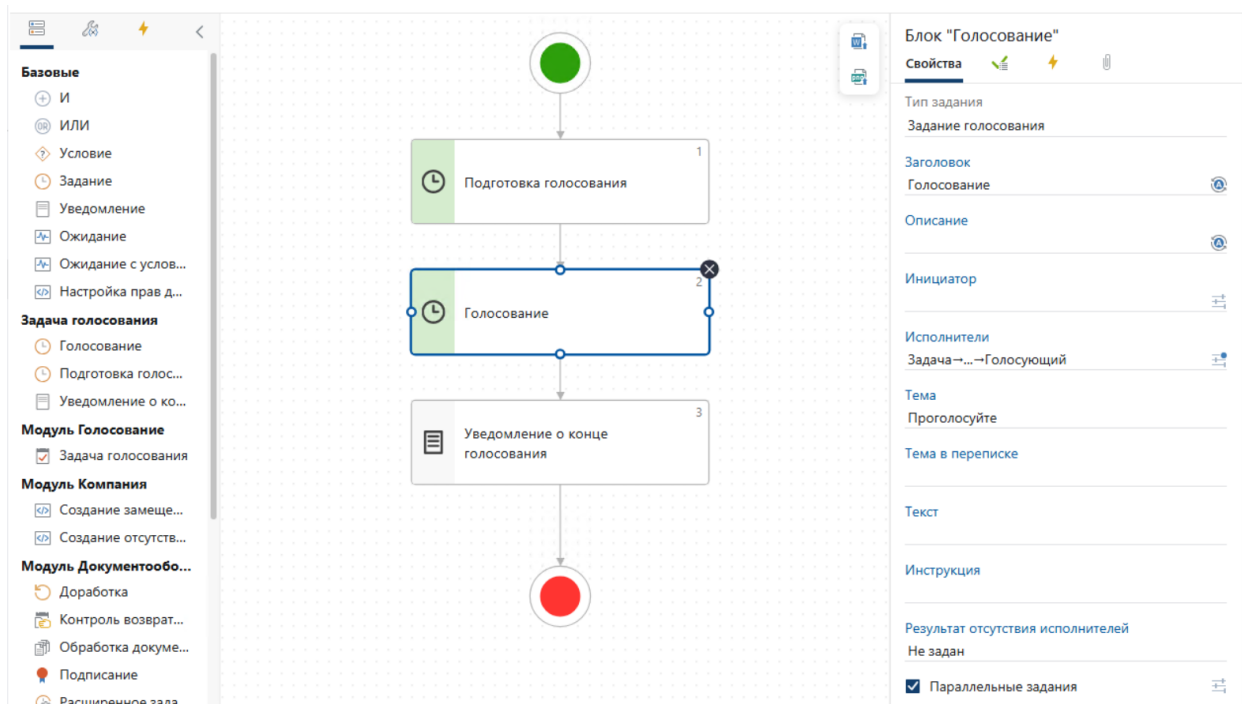 Базовые
И
OR ИЛИ
Условие
Задание
Уведомление
Ожидание
Ожидание с услов...
Настройка прав д...
Задача голосования
Голосование
Подготовка голос...
Уведомление о ко...
Модуль Голосование
Задача голосования
Модуль Компания
Создание замеще...
Создание отсутств...
Модуль Документообо...
Доработка
Контроль возврат...
Обработка докуме...
Подписание
Расширенное зада
1
Подготовка голосования
2
Голосование
3
Уведомление о конце
голосования
Блок "Голосование"
Свойства
Тип задания
Задание голосования
Заголовок
Голосование
Описание
Инициатор
Исполнители
Задача→...→Голосующий
Тема
Проголосуйте
Тема в переписке
Текст
Инструкция
Результат отсутствия исполнителей
Не задан
Параллельные задания